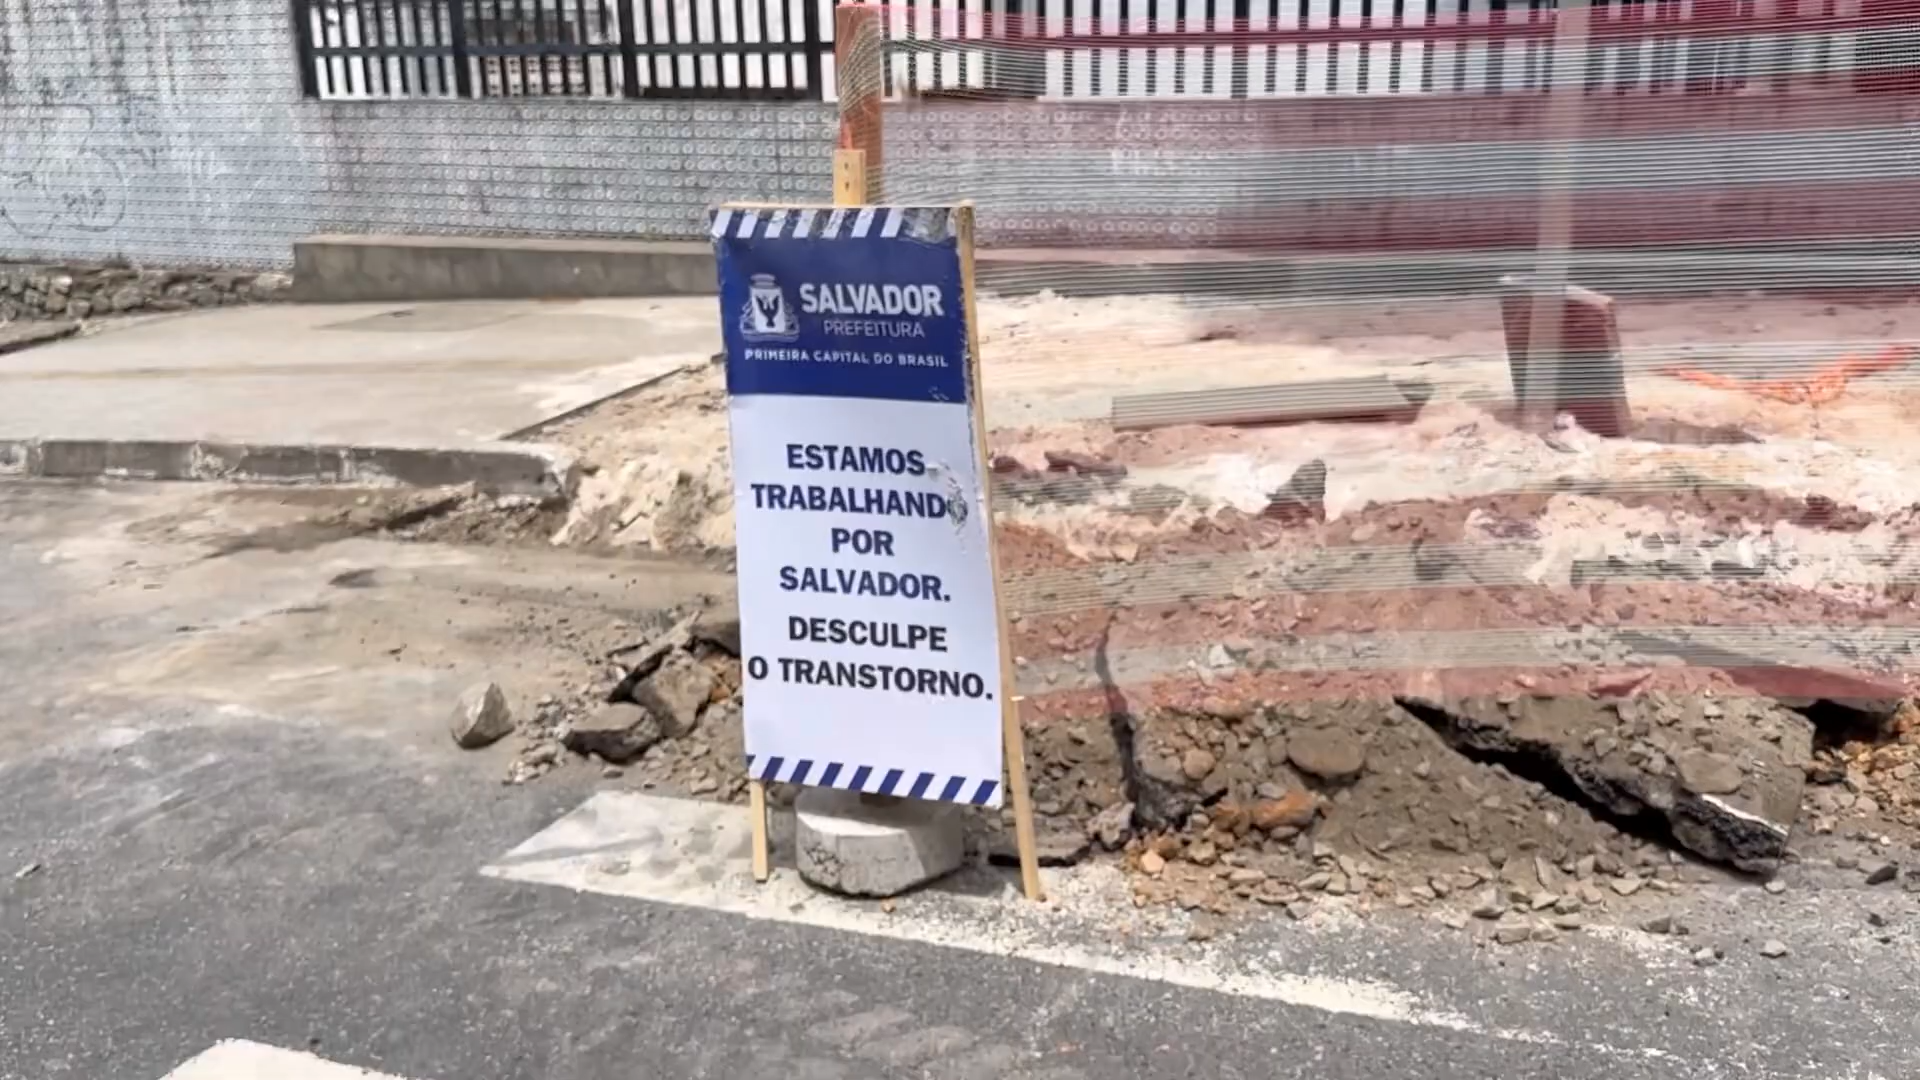 SALVADOR
PREFEITURA
PRIMEIRA CAPITAL DO BRASIL
ESTAMOS
TRABALHANDO
POR
SALVADOR.
DESCULPE
O TRANSTORNO.